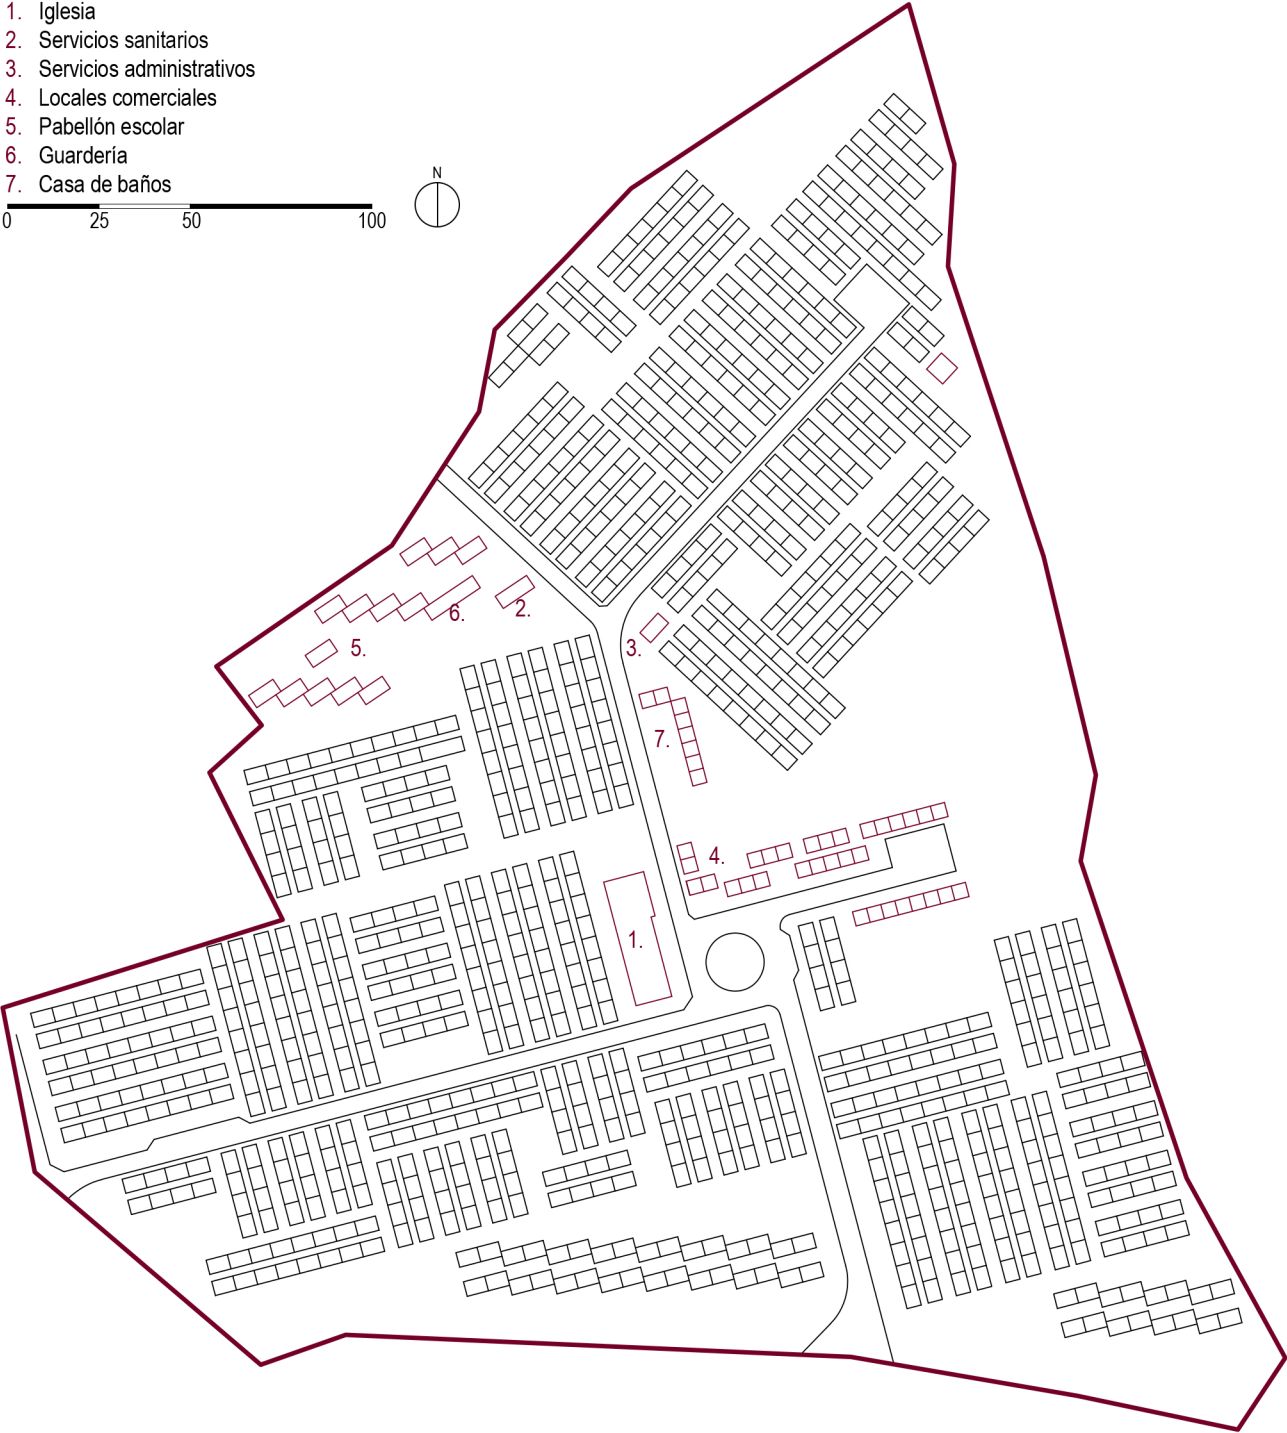 1. Iglesia
2. Servicios sanitarios
3. Servicios administrativos
4. Locales comerciales
5. Pabellón escolar
6. Guardería
7. Casa de baños
0 25 50 100
N
6.
2.
5.
3.
7.
4.
1.